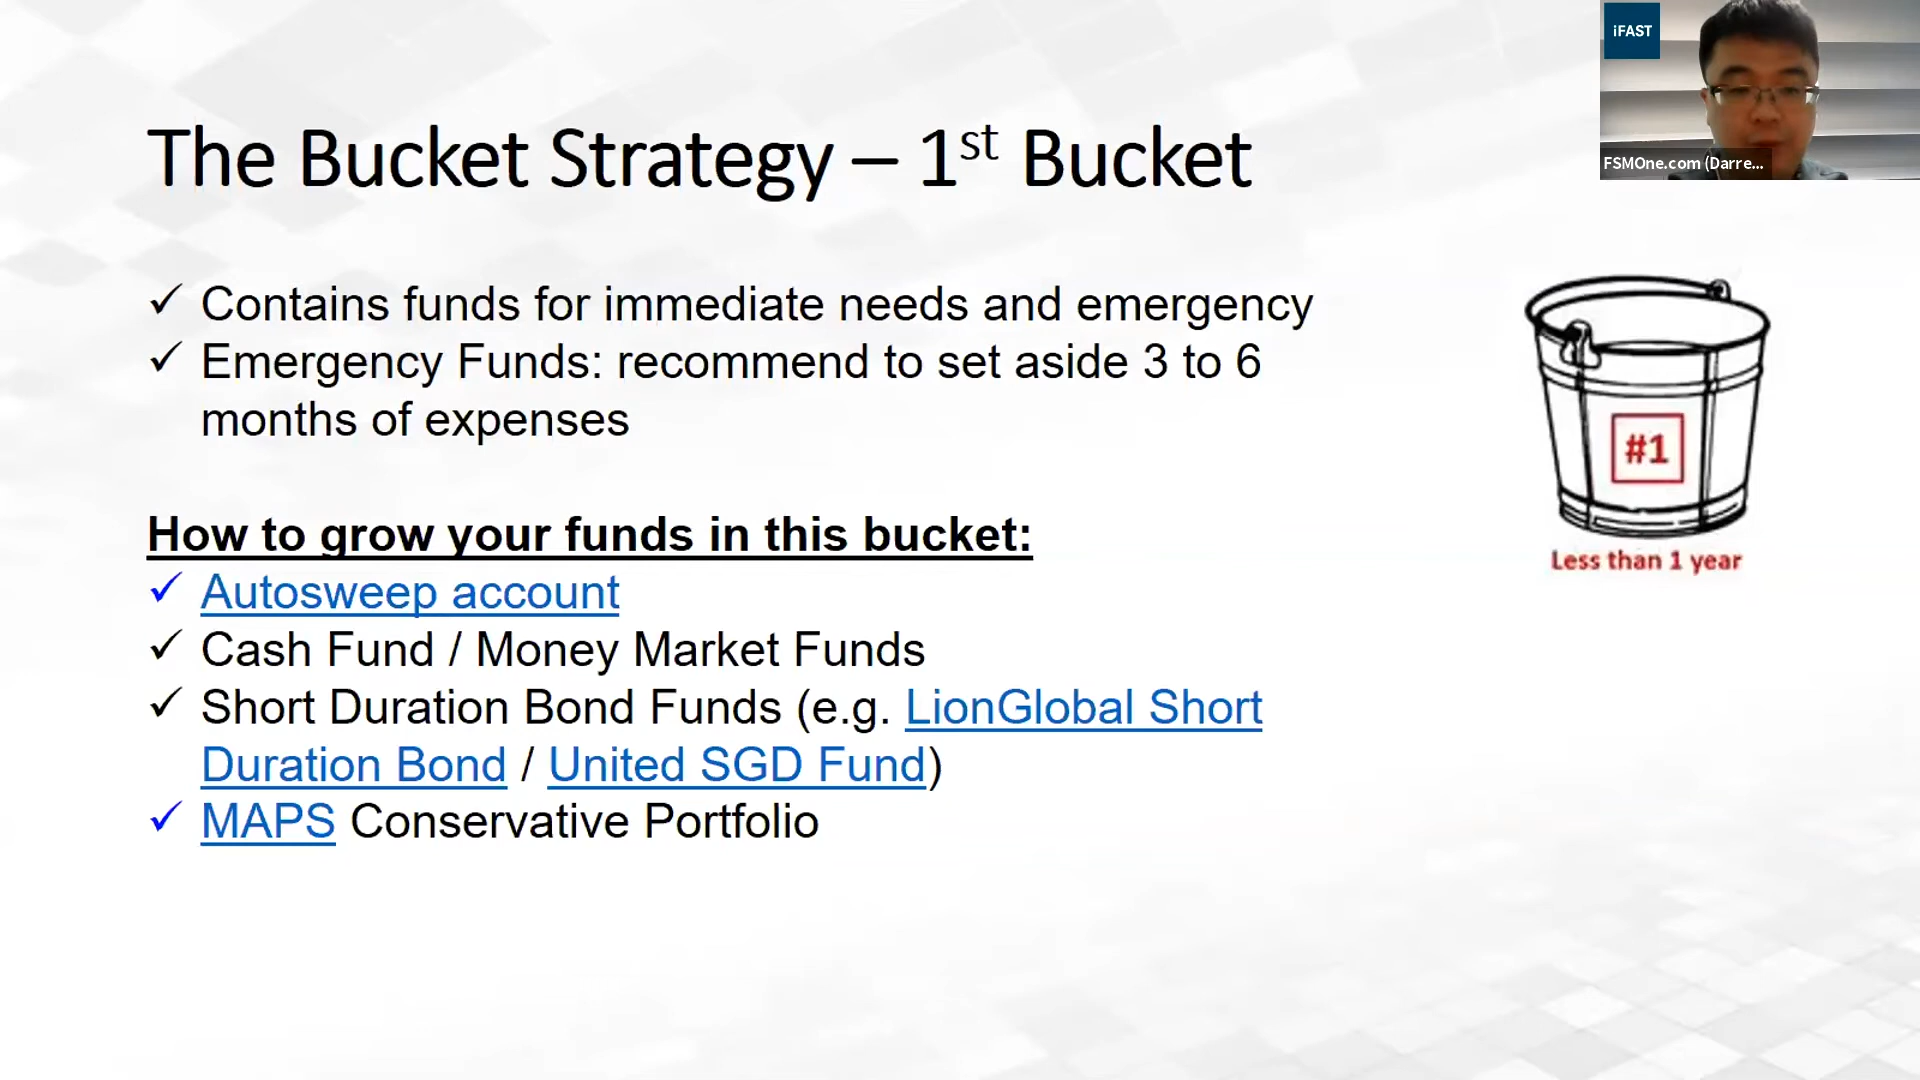 iFAST
FSMOne.com (Darre...
The Bucket Strategy – 1st Bucket
✓ Contains funds for immediate needs and emergency
✓ Emergency Funds: recommend to set aside 3 to 6
months of expenses
How to grow your funds in this bucket:
✓ Autosweep account
✓ Cash Fund / Money Market Funds
✓ Short Duration Bond Funds (e.g. LionGlobal Short
Duration Bond / United SGD Fund)
✓ MAPS Conservative Portfolio
#1
Less than 1 year